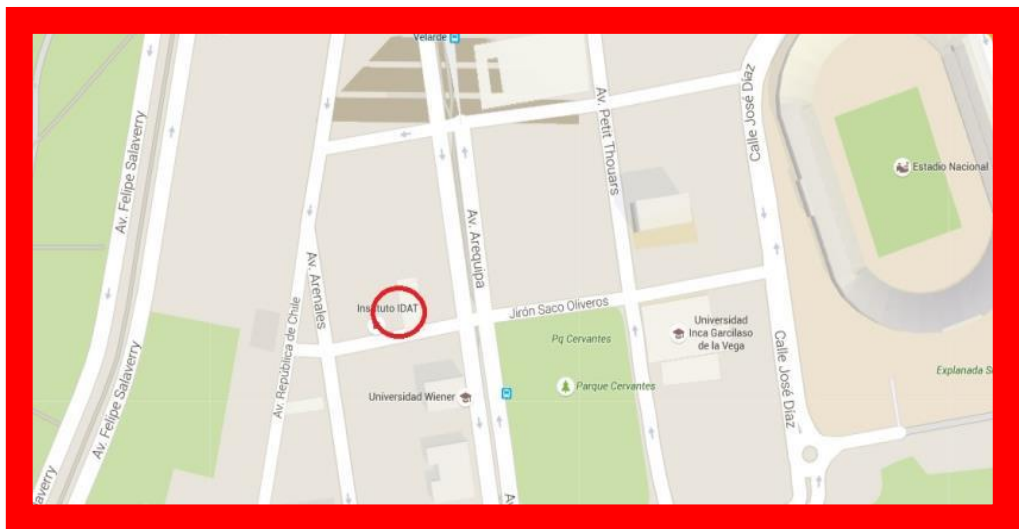 Velarde
Av. Felipe Salaverry
Av. Petit Thouars
Calle José Díaz
Estadio Nacional
Av. Arequipa
Av. Arenales
Instituto IDAT
Jirón Saco Oliveros
Av. República de Chile
Pq Cervantes
Universidad
Inca Garcilaso
de la Vega
Calle José Díaz
Explanada S
Av. Felipe Salaverry
Universidad Wiener
Parque Cervantes
averry
A